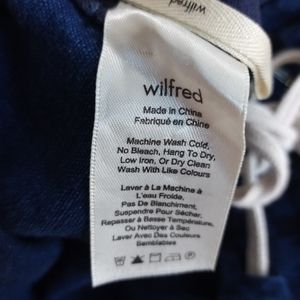 wilfred
wilfred
Made in China
Fabriqué en Chine
Machine Wash Cold,
No Bleach, Hang To Dry,
Low Iron, Or Dry Clean
Wash With Like Colours
Laver à La Machine à
L'eau Froide,
Pas De Blanchiment,
Suspendre Pour Sécher,
Repasser à Basse Température,
Ou Nettoyer à Sec
Laver Avec Des Couleurs
Semblables